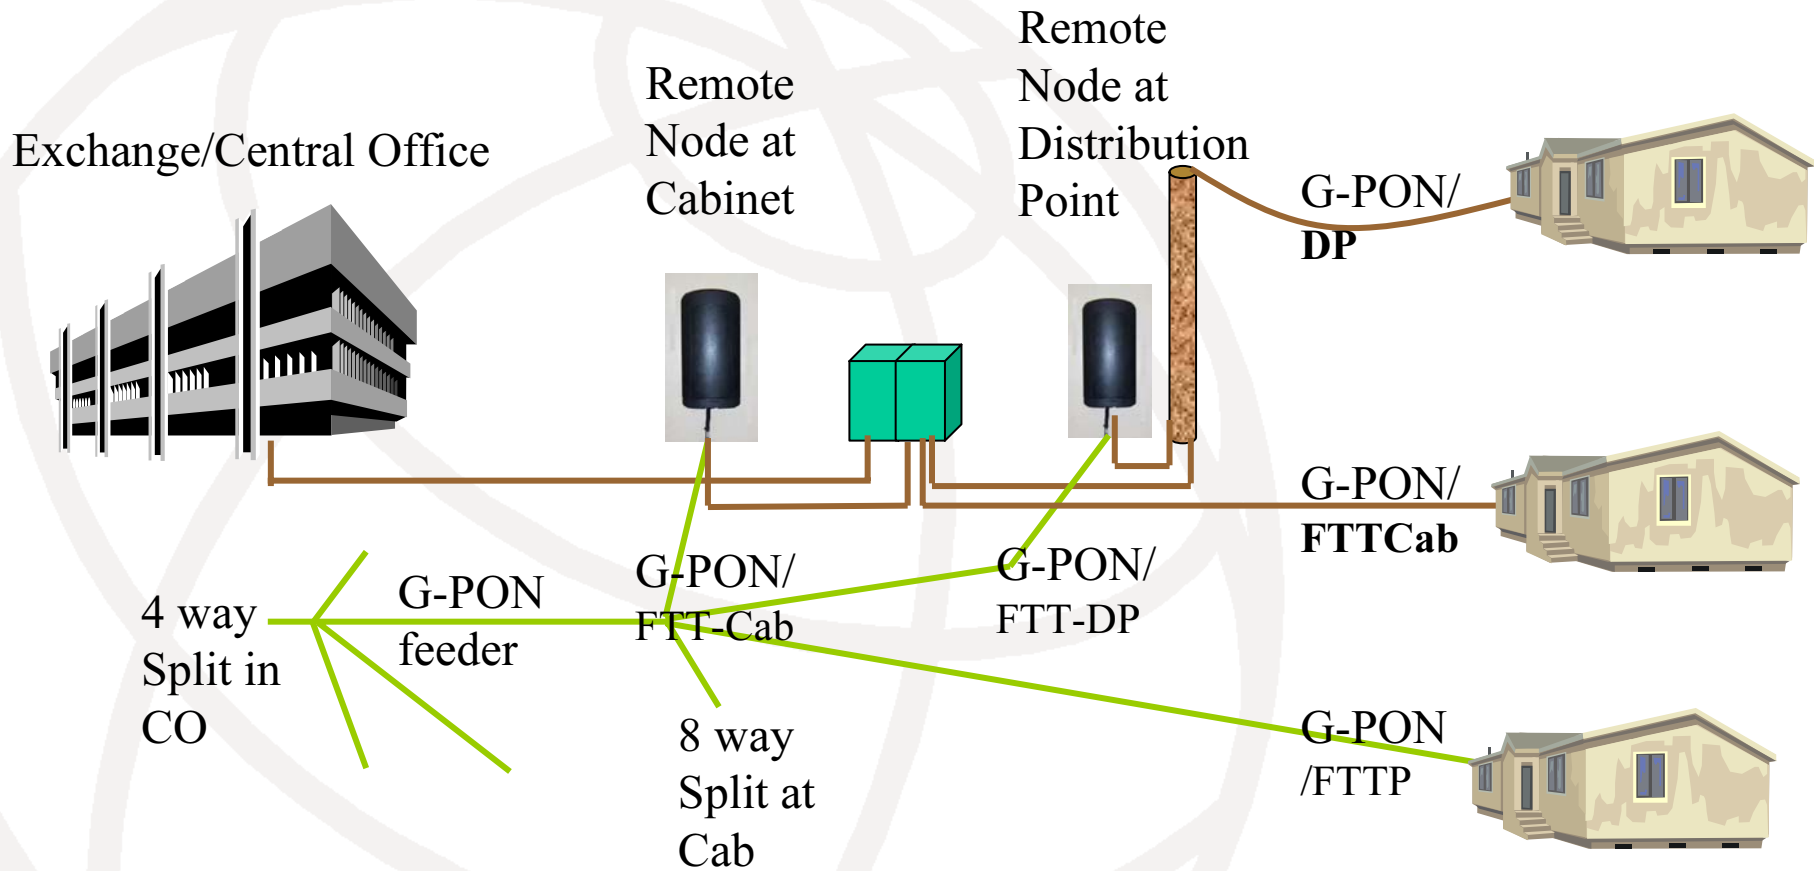 Exchange/Central Office
Remote
Node at
Cabinet
Remote
Node at
Distribution
Point
G-PON/
DP
G-PON/
FTTCab
G-PON/
FTT-Cab
G-PON/
FTT-DP
G-PON
feeder
4 way
Split in
CO
8 way
Split at
Cab
G-PON
/FTTP